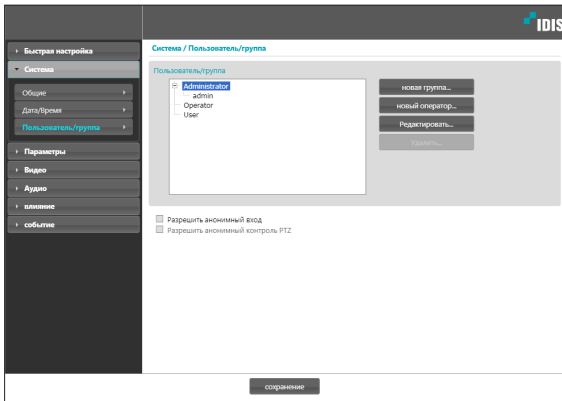 IDIS
Быстрая настройка
Система
Общие
Дата/Время
Пользователь/группа
Параметры
Видео
Аудио
влияние
событие
Система / Пользователь/группа
Пользователь/группа
Administrator
admin
Operator
User
новая группа...
новый оператор...
Редактировать...
Удалить...
Разрешить анонимный вход
Разрешить анонимный контроль PTZ
сохранение